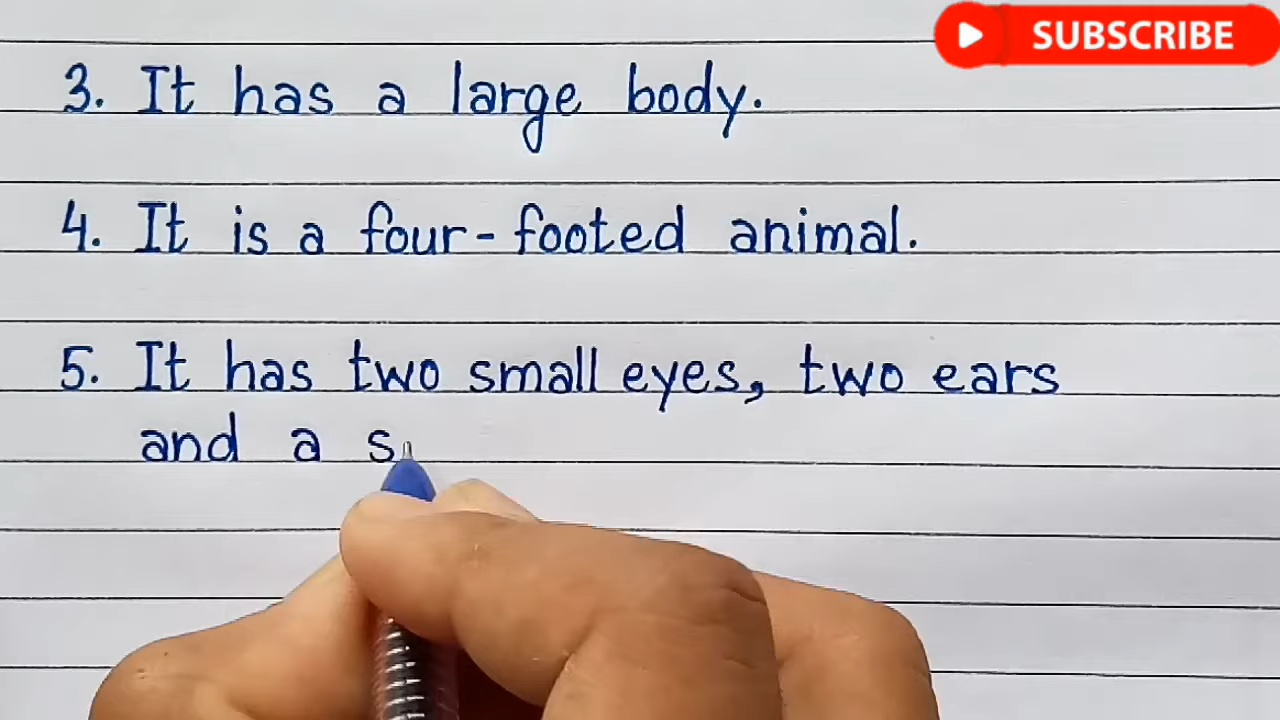 SUBSCRIBE
3. It has a large body.
4. It is a four-footed animal.
5. It has two small eyes, two ears
and a s